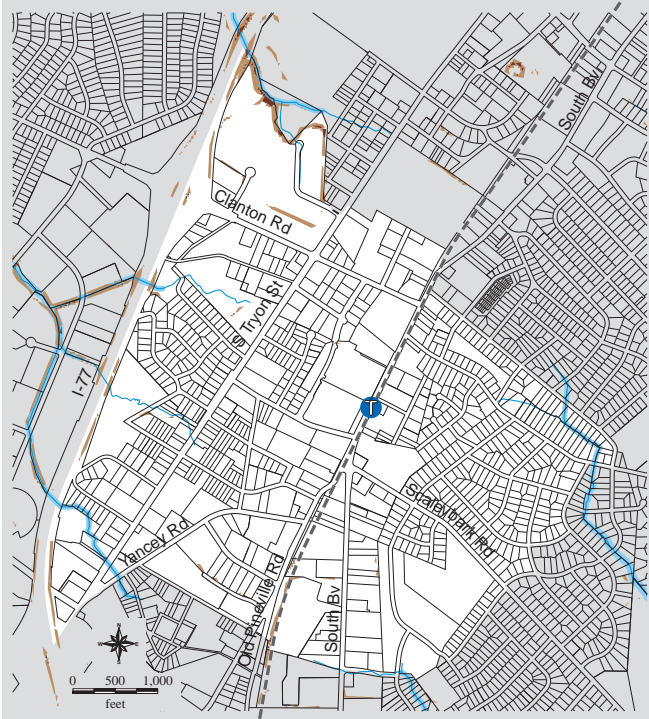 South Bv
Clanton Rd
S Tryon St
I-77
T
Scaleybark Rd
Yancey Rd
Old Pineville Rd
South Bv
N
W E
S
0 500 1,000
feet